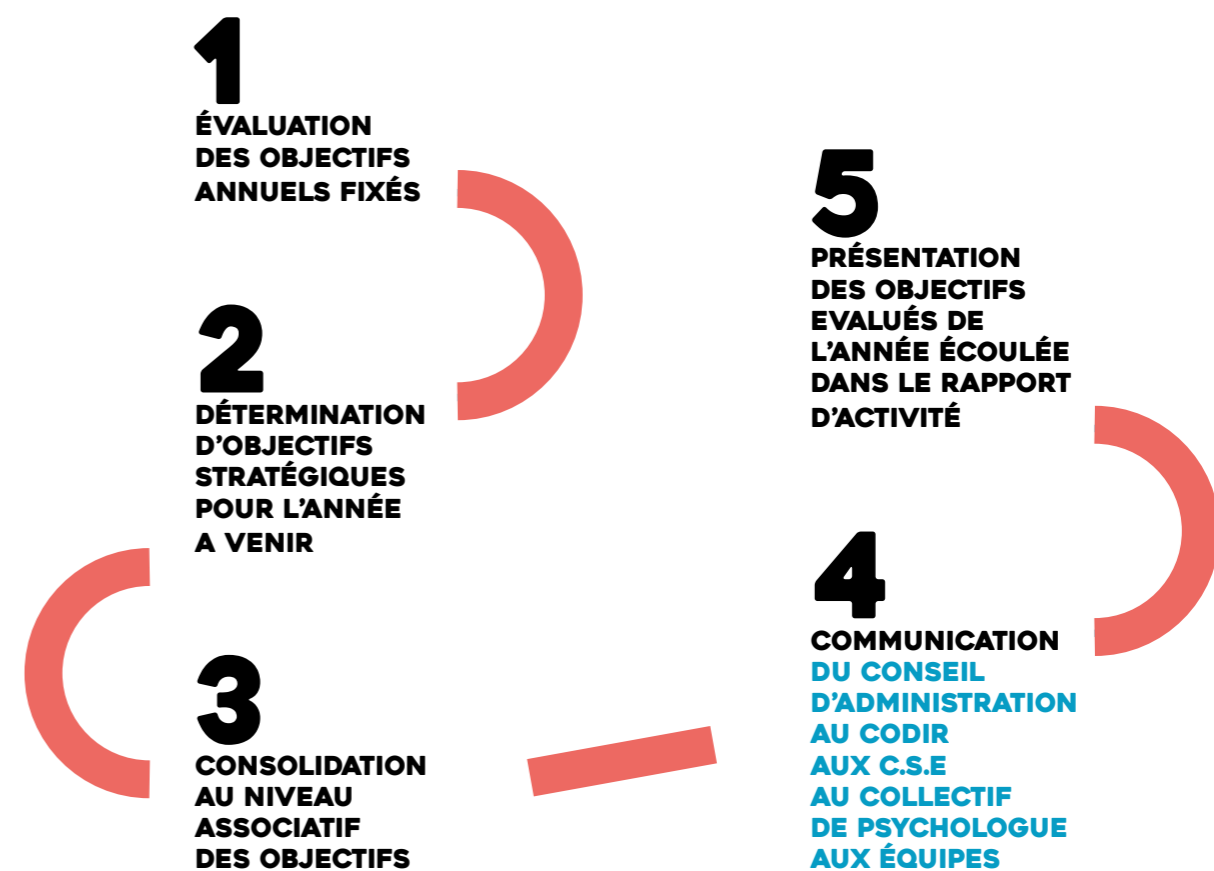 1
ÉVALUATION
DES OBJECTIFS
ANNUELS FIXÉS
2
DÉTERMINATION
D'OBJECTIFS
STRATÉGIQUES
POUR L'ANNÉE
A VENIR
3
CONSOLIDATION
AU NIVEAU
ASSOCIATIF
DES OBJECTIFS
4
COMMUNICATION
DU CONSEIL
D'ADMINISTRATION
AU CODIR
AUX C.S.E
AU COLLECTIF
DE PSYCHOLOGUE
AUX ÉQUIPES
5
PRÉSENTATION
DES OBJECTIFS
EVALUÉS DE
L'ANNÉE ÉCOULÉE
DANS LE RAPPORT
D'ACTIVITÉ